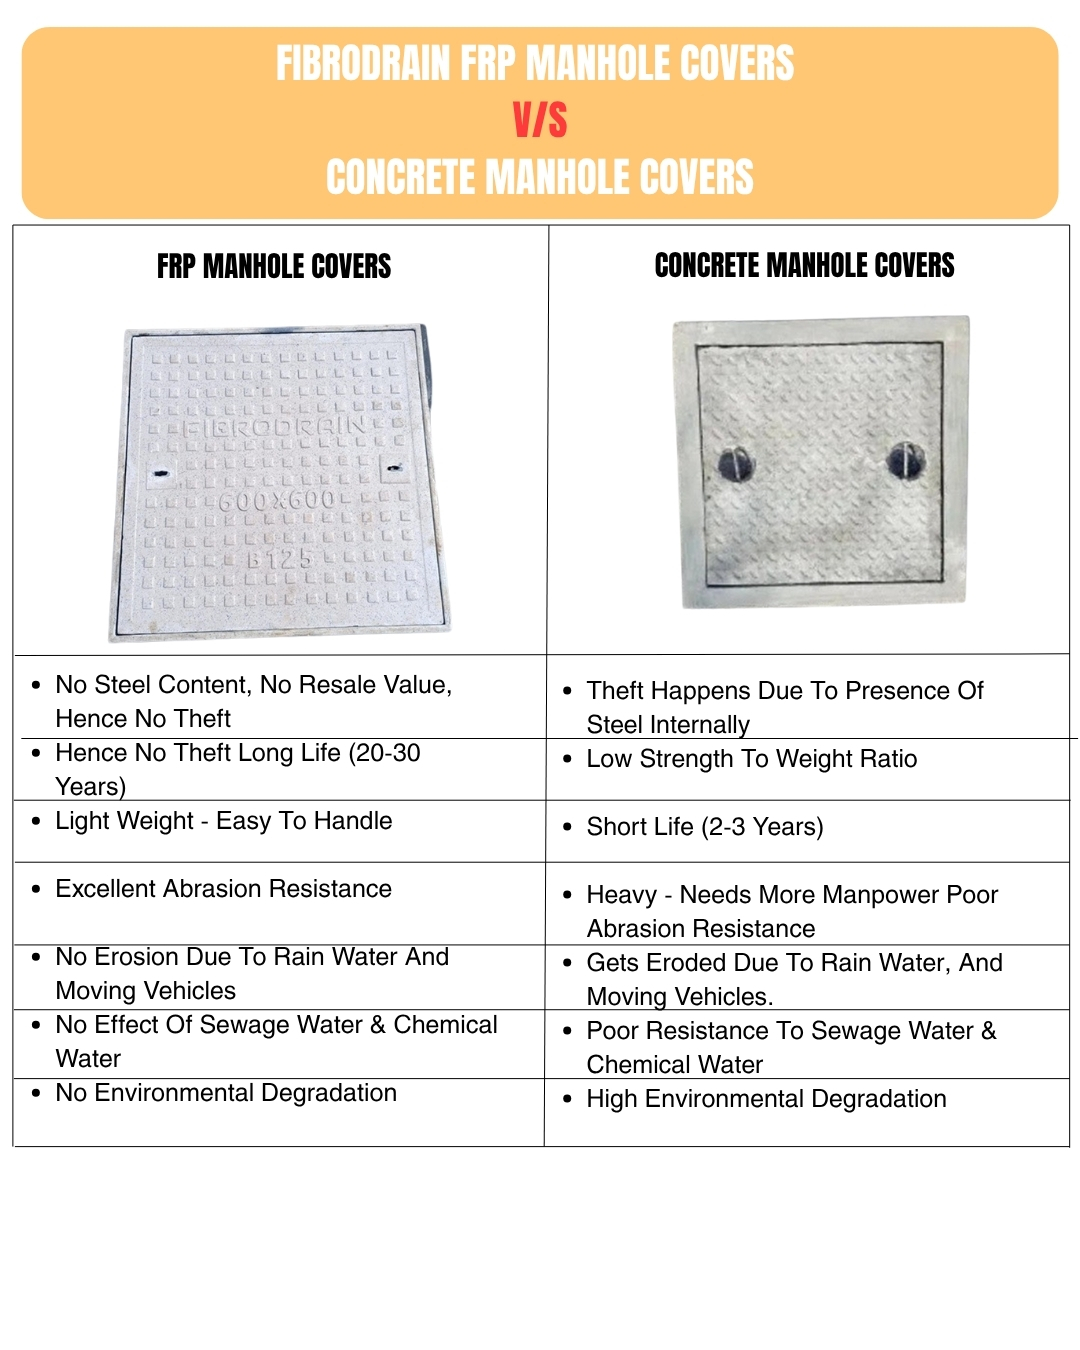 FIBRODRAIN FRP MANHOLE COVERS
V/S
CONCRETE MANHOLE COVERS
FRP MANHOLE COVERS
FIBRODRAIN
600X600
B125
• No Steel Content, No Resale Value,
Hence No Theft
• Hence No Theft Long Life (20-30
Years)
• Light Weight - Easy To Handle
• Excellent Abrasion Resistance
• No Erosion Due To Rain Water And
Moving Vehicles
• No Effect Of Sewage Water & Chemical
Water
• No Environmental Degradation
CONCRETE MANHOLE COVERS
• Theft Happens Due To Presence Of
Steel Internally
• Low Strength To Weight Ratio
• Short Life (2-3 Years)
• Heavy - Needs More Manpower Poor
Abrasion Resistance
• Gets Eroded Due To Rain Water, And
Moving Vehicles.
• Poor Resistance To Sewage Water &
Chemical Water
• High Environmental Degradation